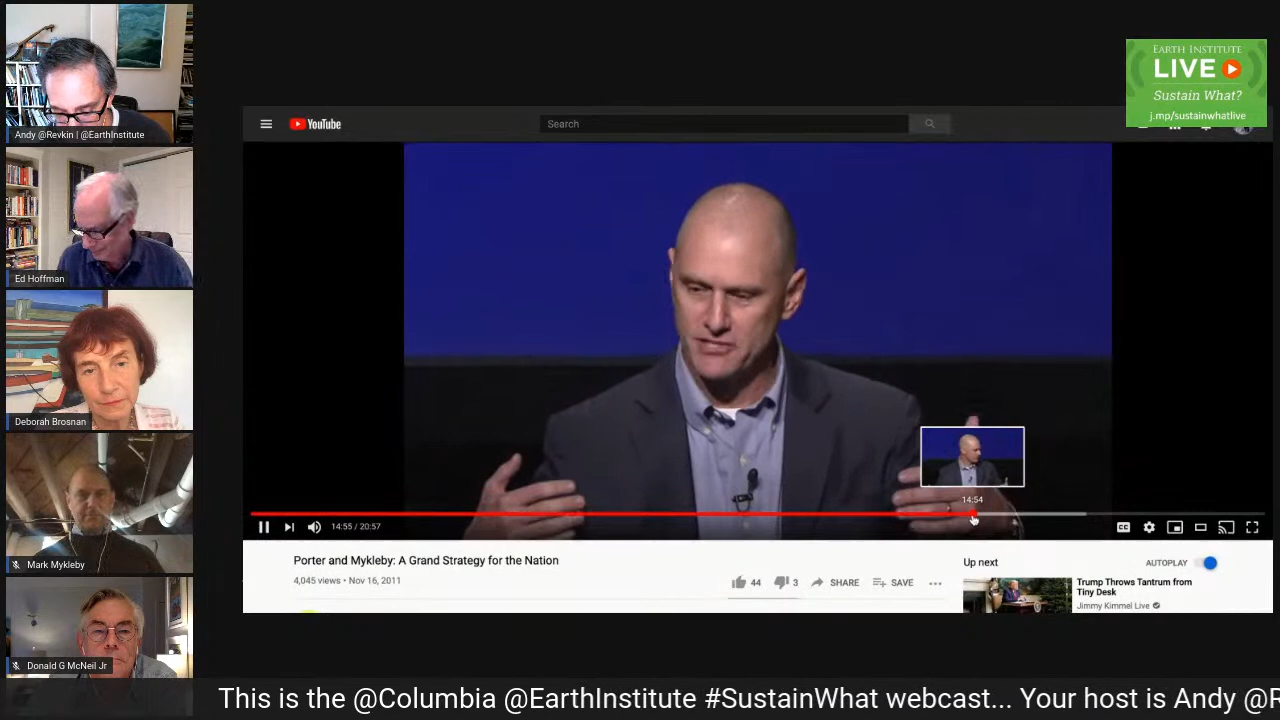 Andy @Revkin | @EarthInstitute
Ed Hoffman
Deborah Brosnan
Mark Mykleby
Donald G McNeil Jr
EARTH INSTITUTE
LIVE
Sustain What?
j.mp/sustainwhatlive
YouTube
Search
14:54
14:55 / 20:57
CC
Porter and Mykleby: A Grand Strategy for the Nation
4,045 views • Nov 16, 2011
44
3
SHARE
SAVE
Up next
AUTOPLAY
Trump Throws Tantrum from
Tiny Desk
Jimmy Kimmel Live
This is the @Columbia @EarthInstitute #SustainWhat webcast... Your host is Andy @R